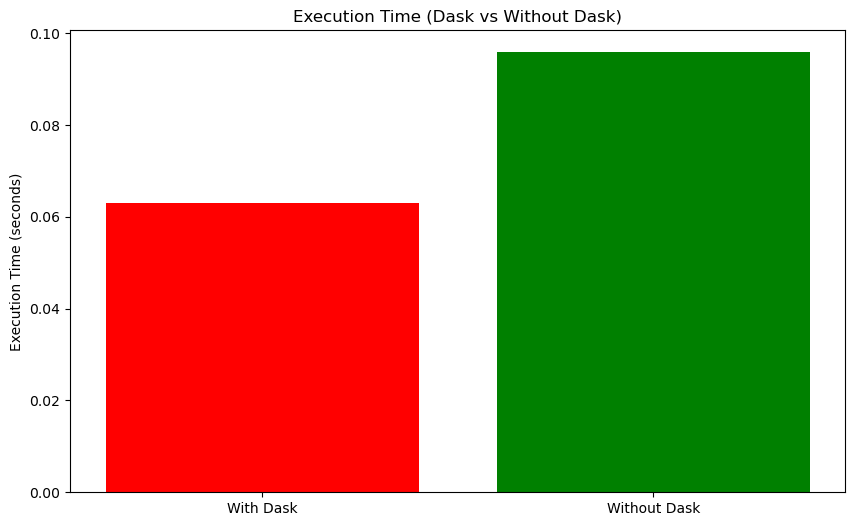 Execution Time (Dask vs Without Dask)
Execution Time (seconds)
0.10
0.08
0.06
0.04
0.02
0.00
With Dask
Without Dask